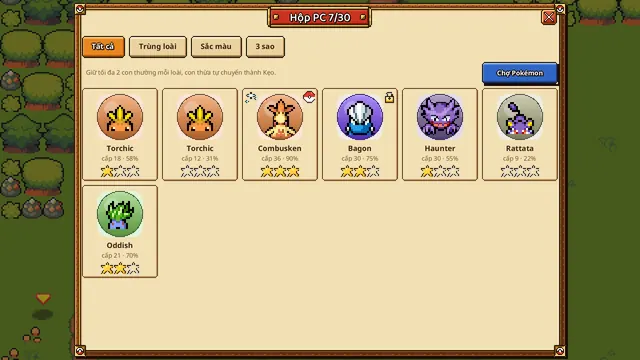 Hộp PC 7/30
Tất cả
Trùng loài
Sắc màu
3 sao
Giữ tối đa 2 con thường mỗi loài, con thừa tự chuyển thành Kẹo.
Chợ Pokémon
Torchic
cấp 18 · 58%
Torchic
cấp 12 · 31%
Combusken
cấp 36 · 90%
Bagon
cấp 30 · 75%
Haunter
cấp 30 · 55%
Rattata
cấp 9 · 22%
Oddish
cấp 21 · 70%